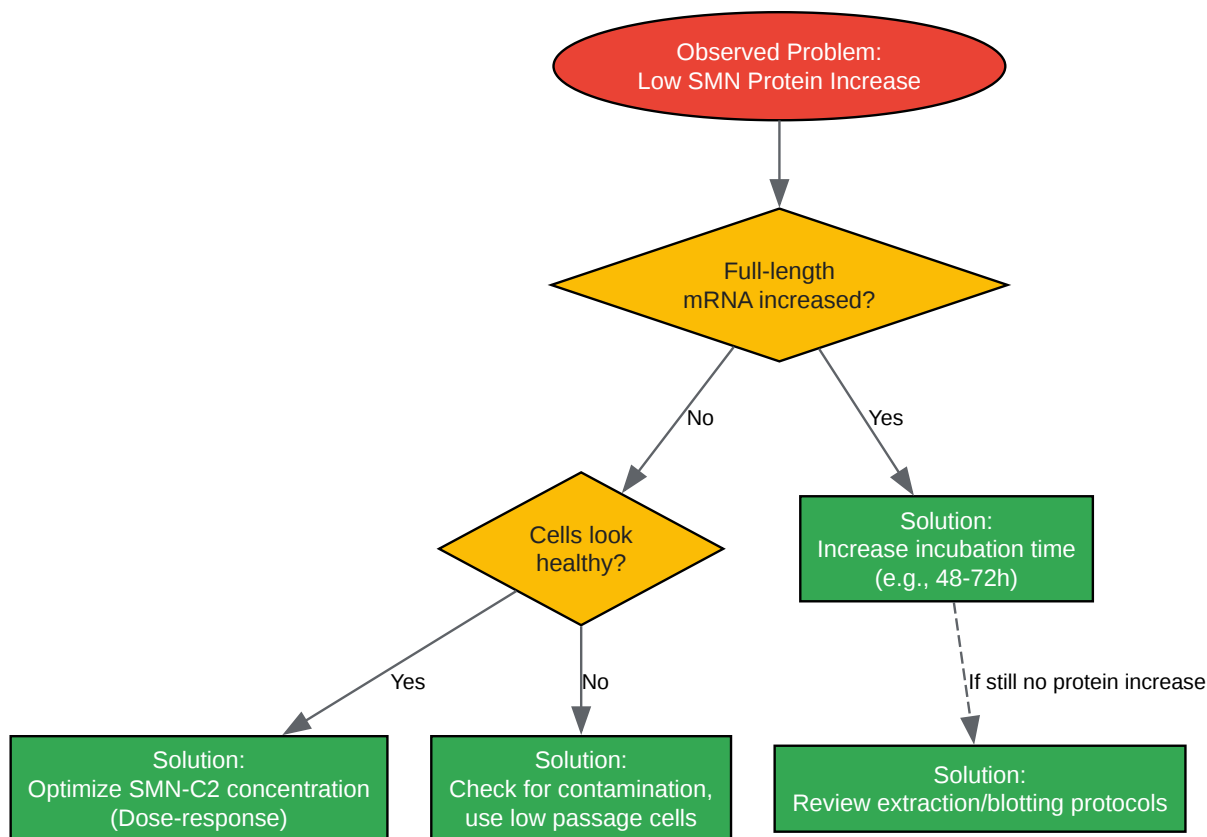 Observed Problem:
Low SMN Protein Increase
Full-length
mRNA increased?
No
Yes
Cells look
healthy?
Solution:
Increase incubation time
(e.g., 48-72h)
Yes
No
If still no protein increase
Solution:
Optimize SMN-C2 concentration
(Dose-response)
Solution:
Check for contamination,
use low passage cells
Solution:
Review extraction/blotting protocols